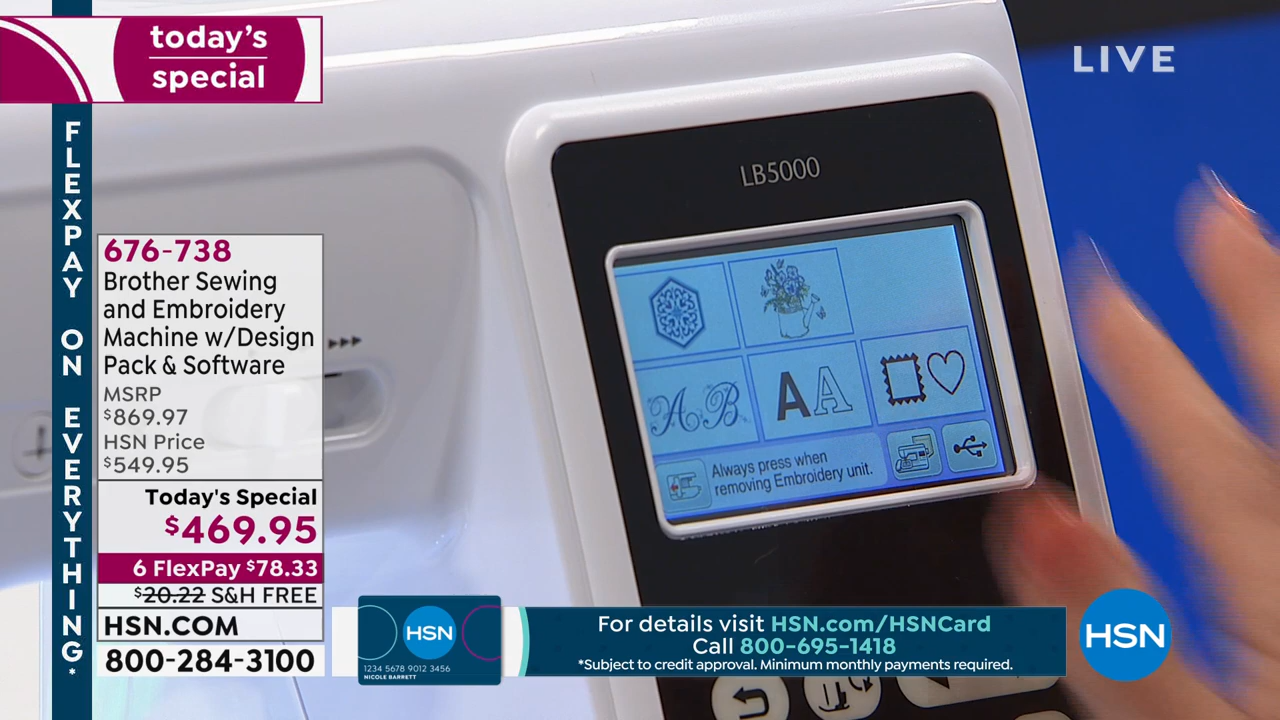 today's
special
LIVE
FLEXPAY ON EVERYTHING*
676-738
Brother Sewing
and Embroidery
Machine w/Design
Pack & Software
MSRP
$869.97
HSN Price
$549.95
Today's Special
$469.95
6 FlexPay $78.33
$20.22 S&H FREE
HSN.COM
800-284-3100
LB5000
AB
AA
Always press when
removing Embroidery unit.
HSN
1234 5678 9012 3456
NICOLE BARRETT
For details visit HSN.com/HSNCard
Call 800-695-1418
*Subject to credit approval. Minimum monthly payments required.
HSN